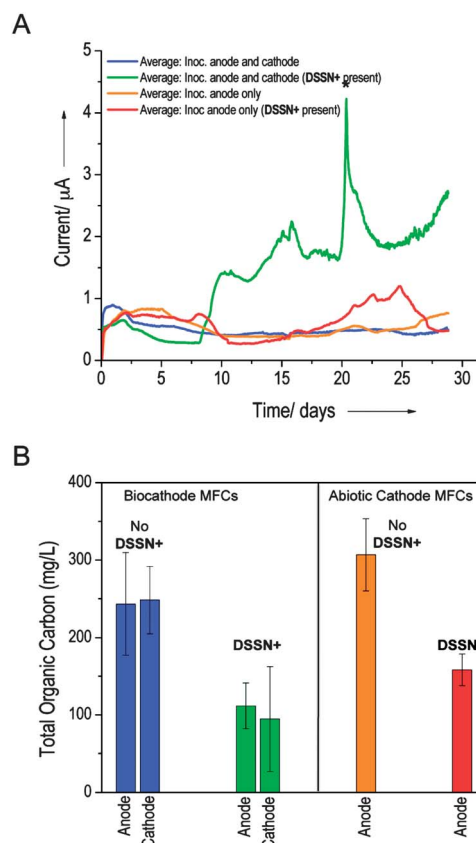 A
Average: Inoc. anode and cathode
Average: Inoc. anode and cathode (DSSN+ present)
Average: Inoc anode only
Average: Inoc anode only (DSSN+ present)
*
Current/ μA
5
4
3
2
1
0
0 5 10 15 20 25 30
Time/ days
B
Total Organic Carbon (mg/L)
400
300
200
100
0
Biocathode MFCs
Abiotic Cathode MFCs
No
DSSN+
DSSN+
No
DSSN+
DSSN
Anode
Cathode
Anode
Cathode
Anode
Anode